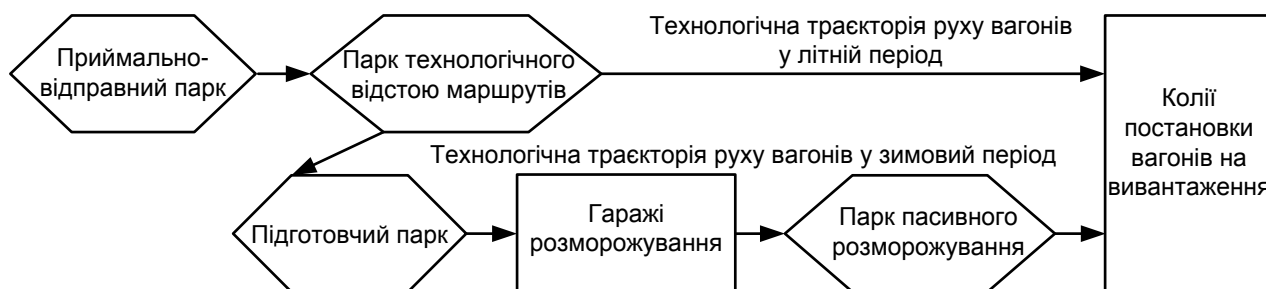 Приймально-
відправний парк
Парк технологічного
відстою маршрутів
Технологічна траєкторія руху вагонів
у літній період
Колії
постановки
вагонів на
вивантаження
Технологічна траєкторія руху вагонів у зимовий період
Підготовчий парк
Гаражі
розморожування
Парк пасивного
розморожування